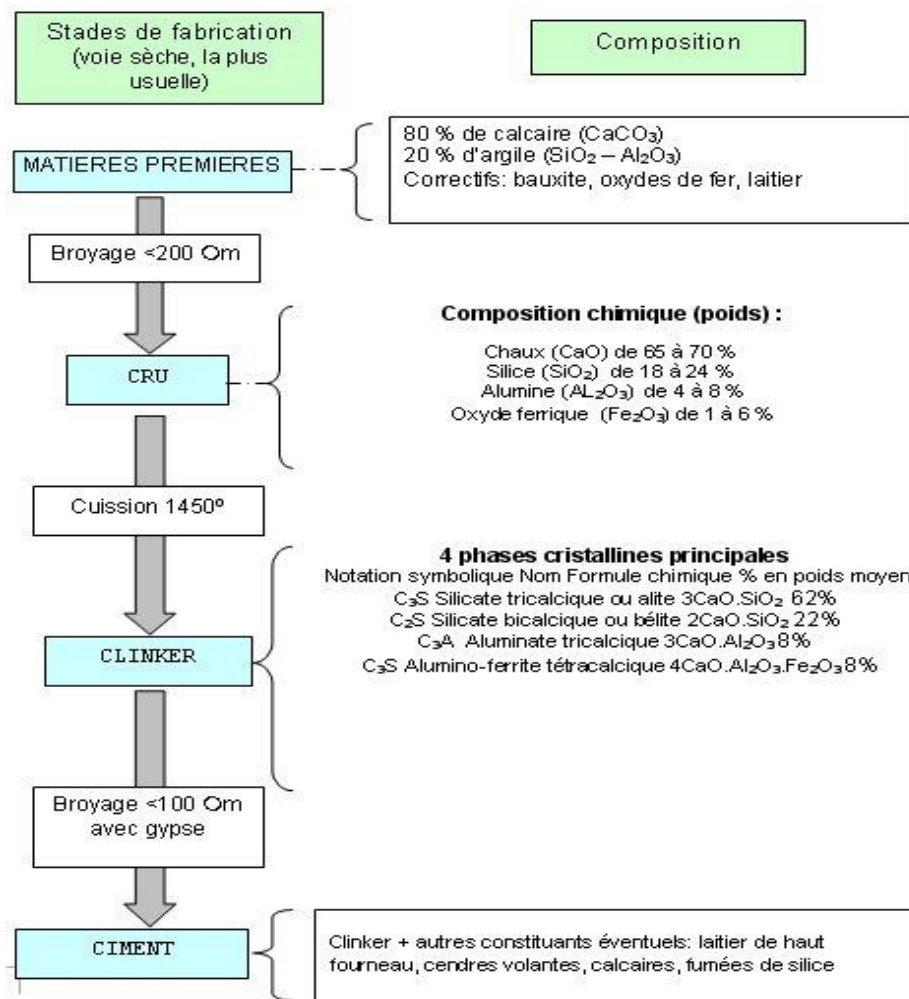 Stades de fabrication
(voie sèche, la plus
usuelle)
Composition
MATIERES PREMIERES
80 % de calcaire (CaCO₃)
20 % d'argile (SiO₂ – Al₂O₃)
Correctifs: bauxite, oxydes de fer, laitier
Broyage <200 Om
CRU
Composition chimique (poids) :
Chaux (CaO) de 65 à 70 %
Silice (SiO₂) de 18 à 24 %
Alumine (AL₂O₃) de 4 à 8 %
Oxyde ferrique (Fe₂O₃) de 1 à 6 %
Cuission 1450º
CLINKER
4 phases cristallines principales
Notation symbolique Nom Formule chimique % en poids moyen
C₃S Silicate tricalcique ou alite 3CaO.SiO₂ 62%
C₂S Silicate bicalcique ou bélite 2CaO.SiO₂ 22%
C₃A Aluminate tricalcique 3CaO.Al₂O₃ 8%
C₃S Alumino-ferrite tétracalcique 4CaO.Al₂O₃.Fe₂O₃ 8%
Broyage <100 Om
avec gypse
CIMENT
Clinker + autres constituants éventuels: laitier de haut
fourneau, cendres volantes, calcaires, fumées de silice